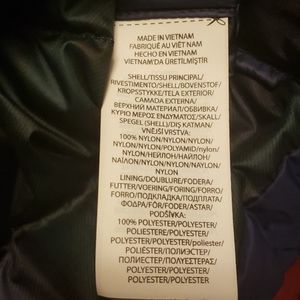 MADE IN VIETNAM
FABRIQUÉ AU VIÊT NAM
HECHO EN VIETNAM
VIETNAM'DA ÜRETİLMİŞTİR
SHELL/TISSU PRINCIPAL/
RIVESTIMENTO/SHELL/BOVENSTOF/
KROPSSTYKKE/TELA EXTERIOR/
CAMADA EXTERNA/
ВЕРХНИЙ МАТЕРИАЛ/ОБШИВКА/
ΚΥΡΙΟ ΜΕΡΟΣ ΕΝΔΥΜΑΤΟΣ/SKALL/
SPEGEL (SHELL)/DIŞ KATMAN/
VNĚJŠÍ VRSTVA:
100% NYLON/NYLON/NYLON/
NYLON/NYLON/POLYAMID/nylon/
NYLON/НЕЙЛОН/НАЙЛОН/
ΝΑΪΛΟΝ/NYLON/NYLON/NAYLON/
NYLON
LINING/DOUBLURE/FODERA/
FUTTER/VOERING/FORING/FORRO/
FORRO/ПОДКЛАДКА/ПОДПЛАТА/
ΦΟΔΡΑ/FÓR/FODER/ASTAR/
PODŠÍVKA:
100% POLYESTER/POLYESTER/
POLIESTERE/POLYESTER/
POLYESTER/POLYESTER/poliester/
POLIÉSTER/ПОЛИЭСТЕР/
ПОЛИЕСТЕР/ΠΟΛΥΕΣΤΕΡΑΣ/
POLYESTER/POLYESTER/
POLYESTER/POLYESTER